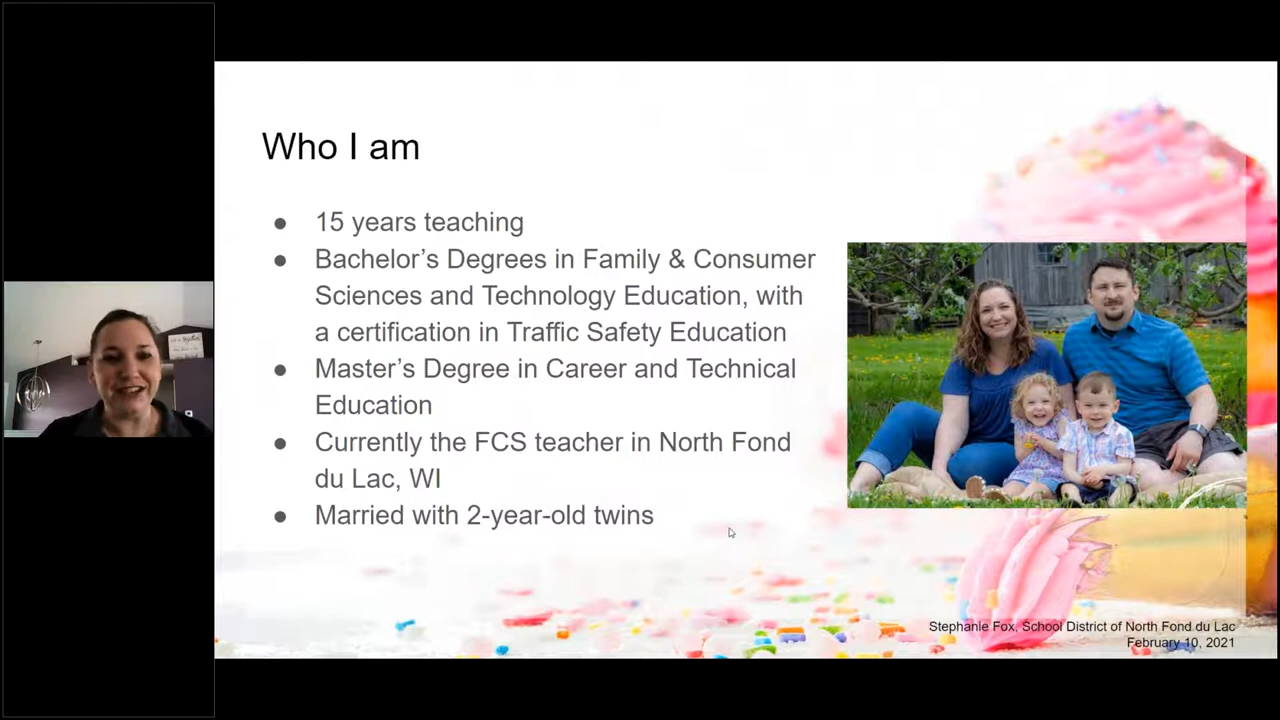 Who I am
● 15 years teaching
● Bachelor’s Degrees in Family & Consumer
Sciences and Technology Education, with
a certification in Traffic Safety Education
● Master’s Degree in Career and Technical
Education
● Currently the FCS teacher in North Fond
du Lac, WI
● Married with 2-year-old twins
Stephanie Fox, School District of North Fond du Lac
February 10, 2021